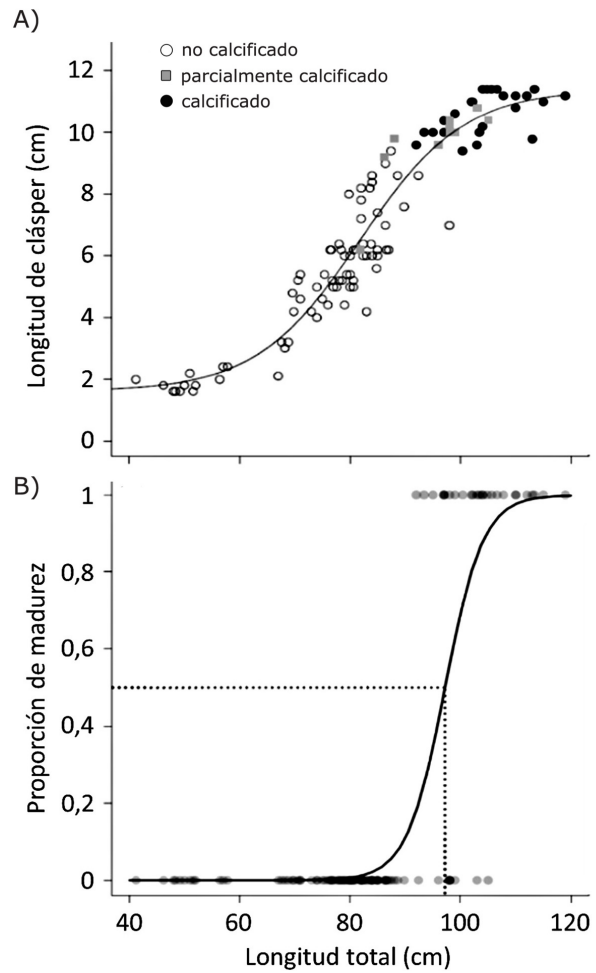 A)
no calcificado
parcialmente calcificado
calcificado
12
10
8
6
4
2
0
Longitud de clásper (cm)
B)
1
0,8
0,6
0,4
0,2
0
Proporción de madurez
40
60
80
100
120
Longitud total (cm)